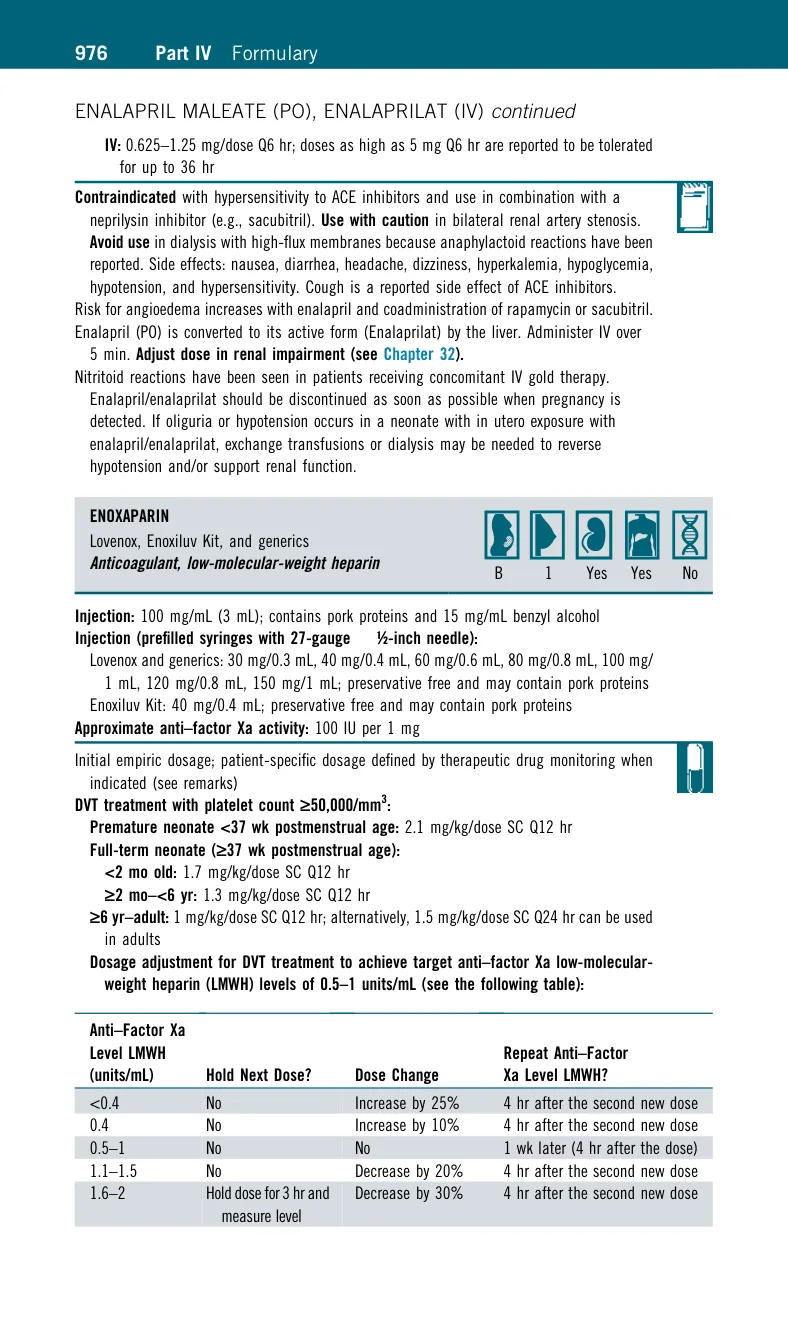 976 Part IV Formulary
ENALAPRIL MALEATE (PO), ENALAPRILAT (IV) continued
IV: 0.625–1.25 mg/dose Q6 hr; doses as high as 5 mg Q6 hr are reported to be tolerated
for up to 36 hr
Contraindicated with hypersensitivity to ACE inhibitors and use in combination with a
neprilysin inhibitor (e.g., sacubitril). Use with caution in bilateral renal artery stenosis.
Avoid use in dialysis with high-flux membranes because anaphylactoid reactions have been
reported. Side effects: nausea, diarrhea, headache, dizziness, hyperkalemia, hypoglycemia,
hypotension, and hypersensitivity. Cough is a reported side effect of ACE inhibitors.
Risk for angioedema increases with enalapril and coadministration of rapamycin or sacubitril.
Enalapril (PO) is converted to its active form (Enalaprilat) by the liver. Administer IV over
5 min. Adjust dose in renal impairment (see Chapter 32).
Nitritoid reactions have been seen in patients receiving concomitant IV gold therapy.
Enalapril/enalaprilat should be discontinued as soon as possible when pregnancy is
detected. If oliguria or hypotension occurs in a neonate with in utero exposure with
enalapril/enalaprilat, exchange transfusions or dialysis may be needed to reverse
hypotension and/or support renal function.
ENOXAPARIN
Lovenox, Enoxiluv Kit, and generics
Anticoagulant, low-molecular-weight heparin
B 1 Yes Yes No
Injection: 100 mg/mL (3 mL); contains pork proteins and 15 mg/mL benzyl alcohol
Injection (prefilled syringes with 27-gauge ½-inch needle):
Lovenox and generics: 30 mg/0.3 mL, 40 mg/0.4 mL, 60 mg/0.6 mL, 80 mg/0.8 mL, 100 mg/
1 mL, 120 mg/0.8 mL, 150 mg/1 mL; preservative free and may contain pork proteins
Enoxiluv Kit: 40 mg/0.4 mL; preservative free and may contain pork proteins
Approximate anti–factor Xa activity: 100 IU per 1 mg
Initial empiric dosage; patient-specific dosage defined by therapeutic drug monitoring when
indicated (see remarks)
DVT treatment with platelet count ≥50,000/mm³:
Premature neonate <37 wk postmenstrual age: 2.1 mg/kg/dose SC Q12 hr
Full-term neonate (≥37 wk postmenstrual age):
<2 mo old: 1.7 mg/kg/dose SC Q12 hr
≥2 mo–<6 yr: 1.3 mg/kg/dose SC Q12 hr
≥6 yr–adult: 1 mg/kg/dose SC Q12 hr; alternatively, 1.5 mg/kg/dose SC Q24 hr can be used
in adults
Dosage adjustment for DVT treatment to achieve target anti–factor Xa low-molecular-
weight heparin (LMWH) levels of 0.5–1 units/mL (see the following table):
Anti–Factor Xa
Level LMWH Repeat Anti–Factor
(units/mL) Hold Next Dose? Dose Change Xa Level LMWH?
<0.4 No Increase by 25% 4 hr after the second new dose
0.4 No Increase by 10% 4 hr after the second new dose
0.5–1 No No 1 wk later (4 hr after the dose)
1.1–1.5 No Decrease by 20% 4 hr after the second new dose
1.6–2 Hold dose for 3 hr and Decrease by 30% 4 hr after the second new dose
measure level